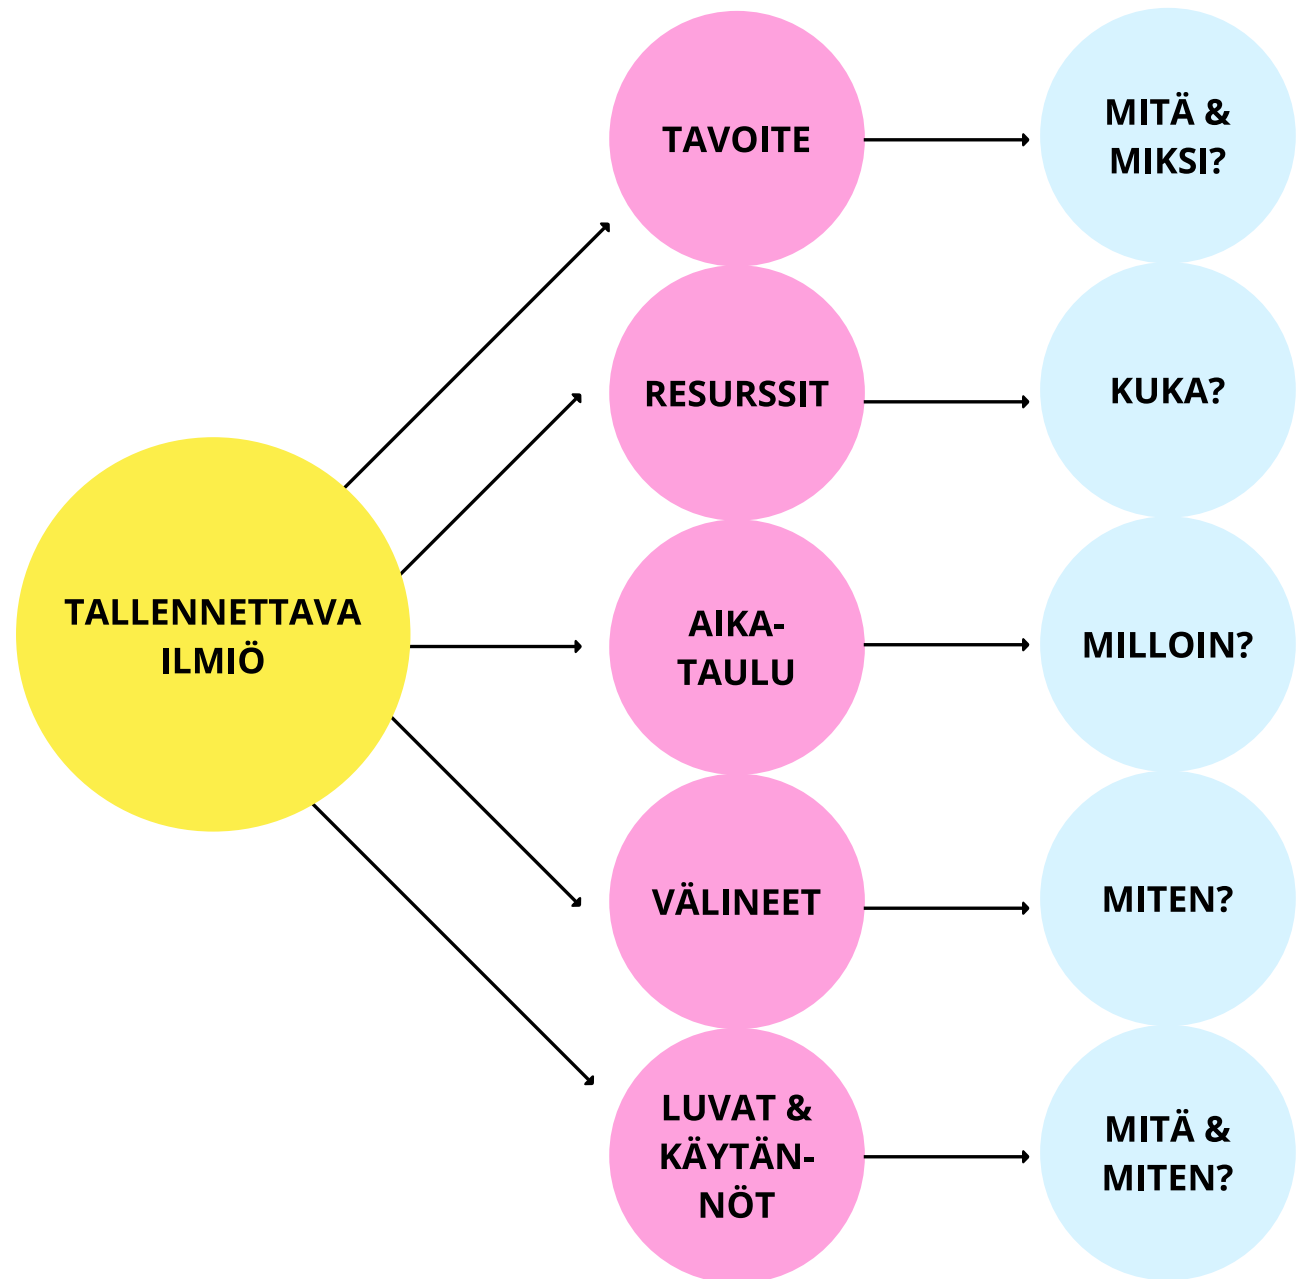 TALLENNETTAVA
ILMIÖ
TAVOITE
MITÄ &
MIKSI?
RESURSSIT
KUKA?
AIKA-
TAULU
MILLOIN?
VÄLINEET
MITEN?
LUVAT &
KÄYTÄN-
NÖT
MITÄ &
MITEN?